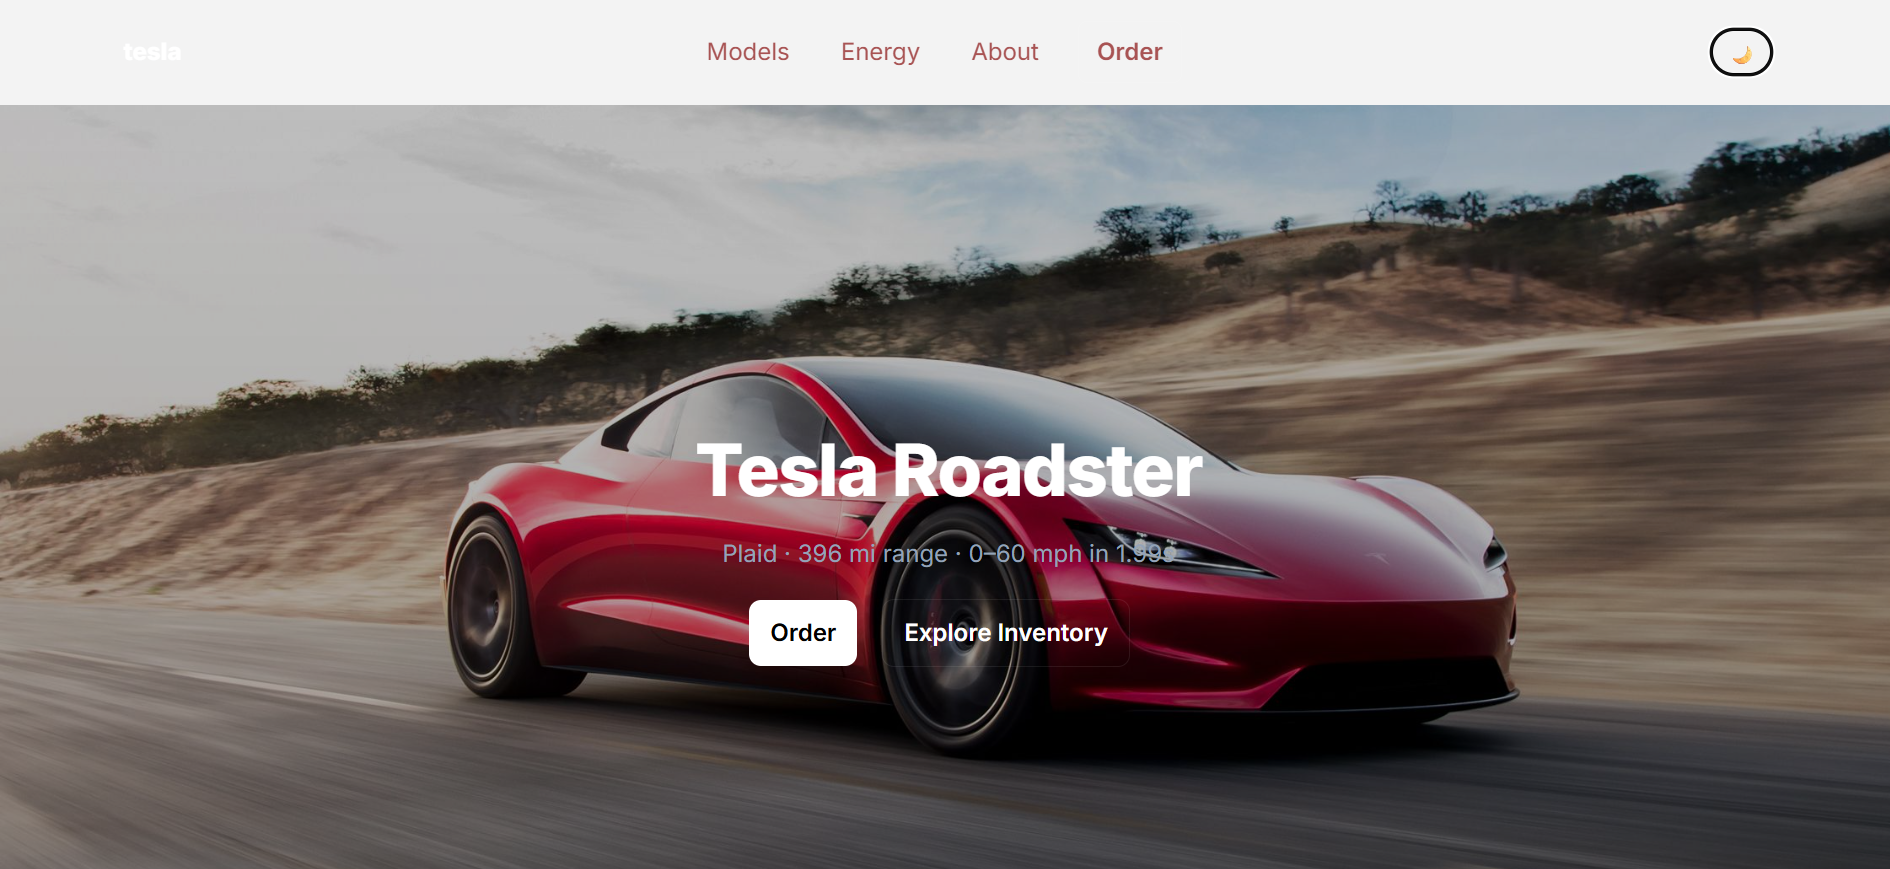 tesla
Models Energy About Order
Tesla Roadster
Plaid · 396 mi range · 0–60 mph in 1.99s
Order Explore Inventory